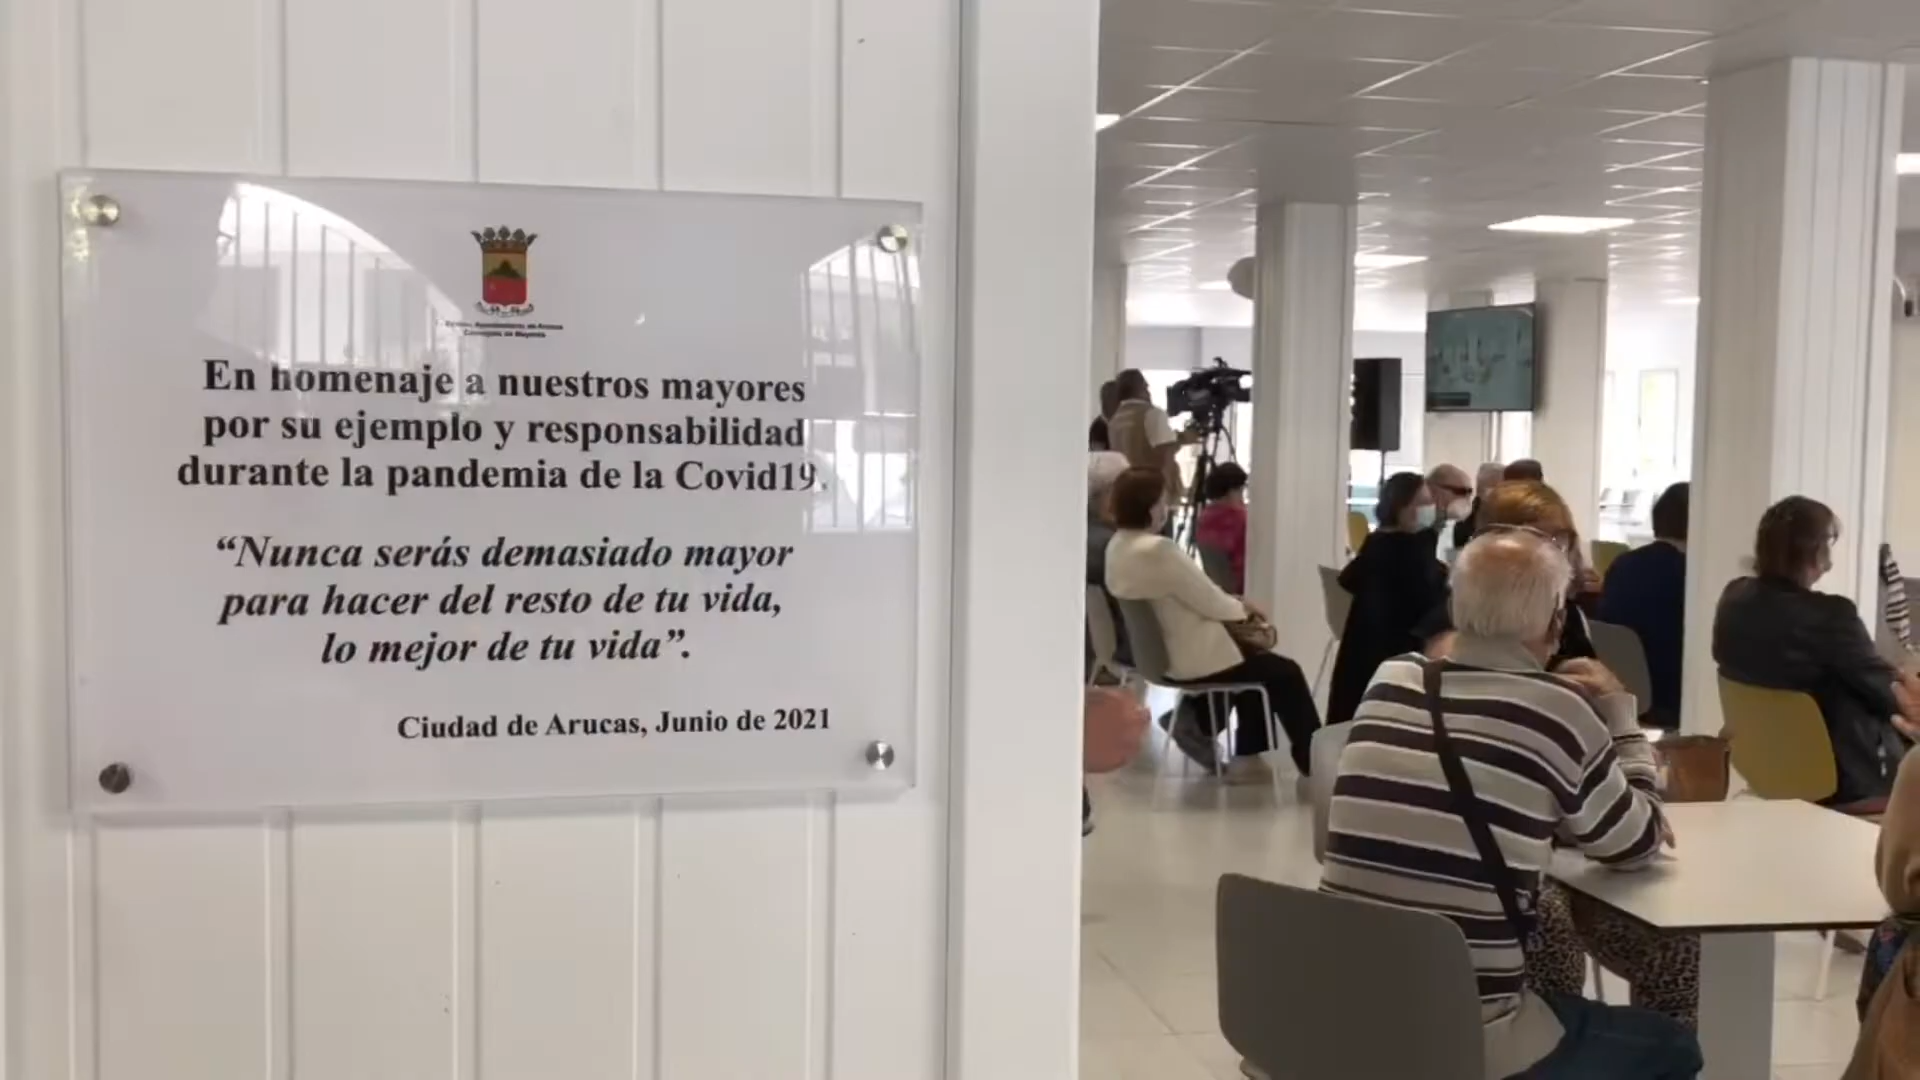 En homenaje a nuestros mayores
por su ejemplo y responsabilidad
durante la pandemia de la Covid19.
“Nunca serás demasiado mayor
para hacer del resto de tu vida,
lo mejor de tu vida”.
Ciudad de Arucas, Junio de 2021